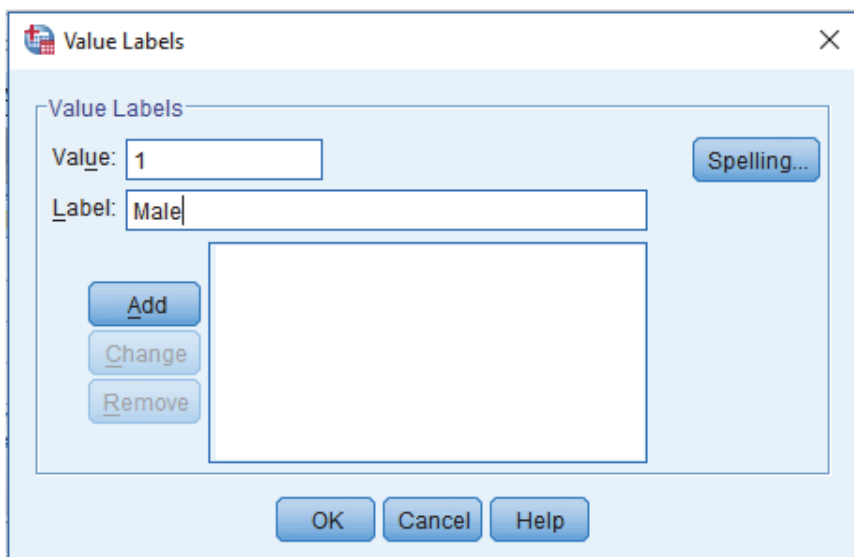 Value Labels
Value Labels
Value: 1
Spelling...
Label: Male
Add
Change
Remove
OK Cancel Help